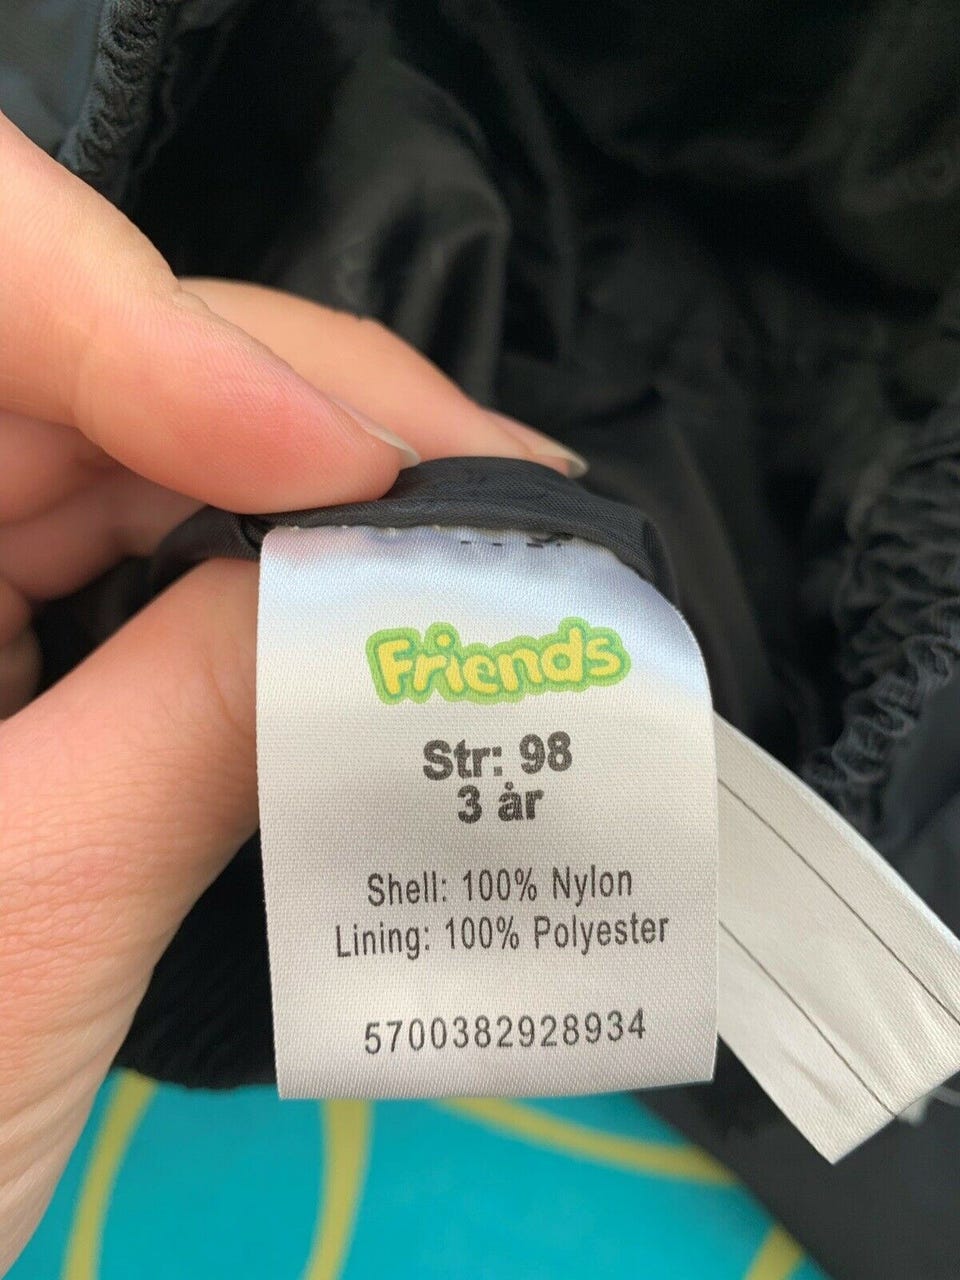 Friends
Str: 98
3 år
Shell: 100% Nylon
Lining: 100% Polyester
5700382928934